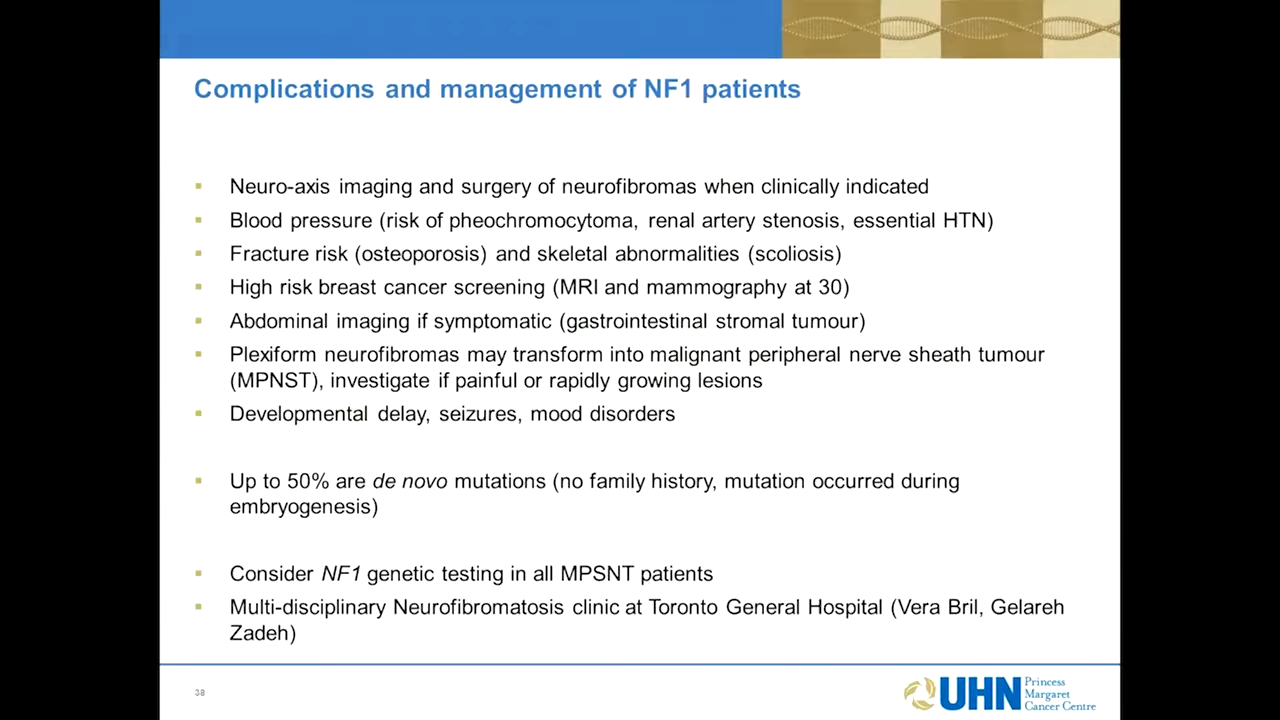 Complications and management of NF1 patients
▪ Neuro-axis imaging and surgery of neurofibromas when clinically indicated
▪ Blood pressure (risk of pheochromocytoma, renal artery stenosis, essential HTN)
▪ Fracture risk (osteoporosis) and skeletal abnormalities (scoliosis)
▪ High risk breast cancer screening (MRI and mammography at 30)
▪ Abdominal imaging if symptomatic (gastrointestinal stromal tumour)
▪ Plexiform neurofibromas may transform into malignant peripheral nerve sheath tumour
(MPNST), investigate if painful or rapidly growing lesions
▪ Developmental delay, seizures, mood disorders
▪ Up to 50% are de novo mutations (no family history, mutation occurred during
embryogenesis)
▪ Consider NF1 genetic testing in all MPSNT patients
▪ Multi-disciplinary Neurofibromatosis clinic at Toronto General Hospital (Vera Bril, Gelareh
Zadeh)
38
UHN
Princess
Margaret
Cancer Centre